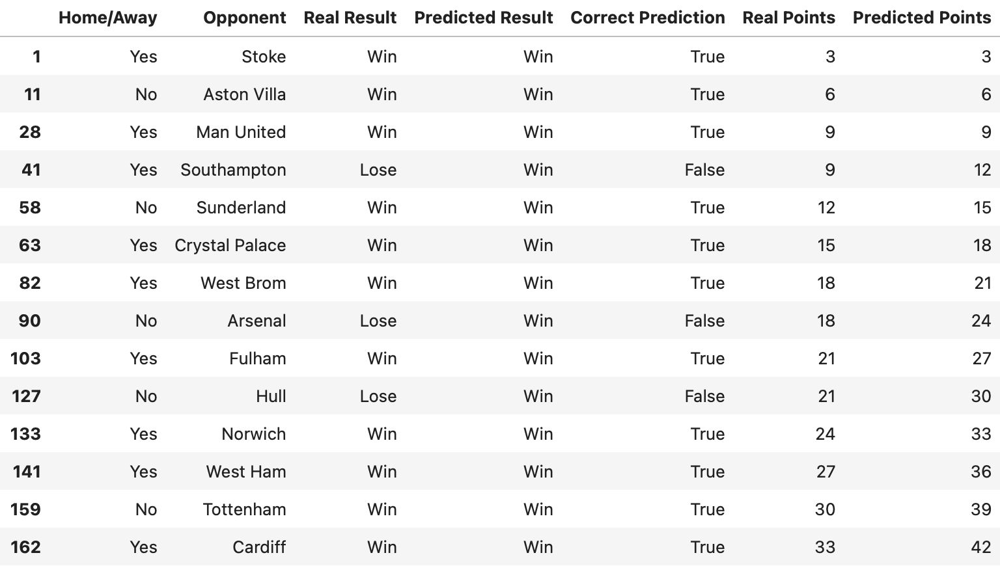 Home/Away Opponent Real Result Predicted Result Correct Prediction Real Points Predicted Points
1 Yes Stoke Win Win True 3 3
11 No Aston Villa Win Win True 6 6
28 Yes Man United Win Win True 9 9
41 Yes Southampton Lose Win False 9 12
58 No Sunderland Win Win True 12 15
63 Yes Crystal Palace Win Win True 15 18
82 Yes West Brom Win Win True 18 21
90 No Arsenal Lose Win False 18 24
103 Yes Fulham Win Win True 21 27
127 No Hull Lose Win False 21 30
133 Yes Norwich Win Win True 24 33
141 Yes West Ham Win Win True 27 36
159 No Tottenham Win Win True 30 39
162 Yes Cardiff Win Win True 33 42